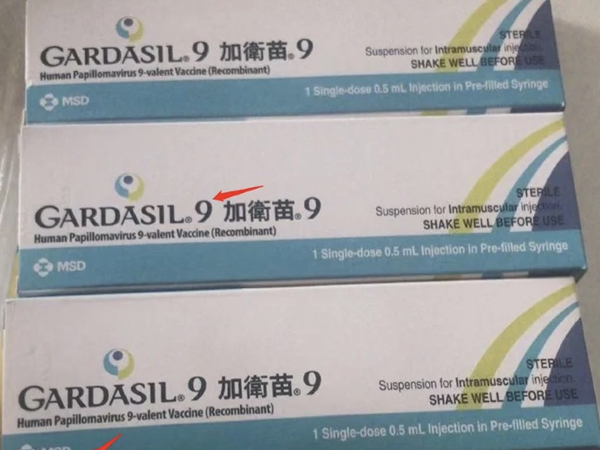 GARDASIL®9 加衛苗®9
Human Papillomavirus 9-valent Vaccine (Recombinant)
STERILE
Suspension for Intramuscular injection.
SHAKE WELL BEFORE USE
MSD
1 Single-dose 0.5 mL Injection in Pre-filled Syringe
GARDASIL®9 加衛苗®9
Human Papillomavirus 9-valent Vaccine (Recombinant)
STERILE
Suspension for Intramuscular injection.
SHAKE WELL BEFORE USE
MSD
1 Single-dose 0.5 mL Injection in Pre-filled Syringe
GARDASIL®9 加衛苗®9
Human Papillomavirus 9-valent Vaccine (Recombinant)
STERILE
Suspension for Intramuscular injection.
SHAKE WELL BEFORE USE
MSD
1 Single-dose 0.5 mL Injection in Pre-filled Syringe